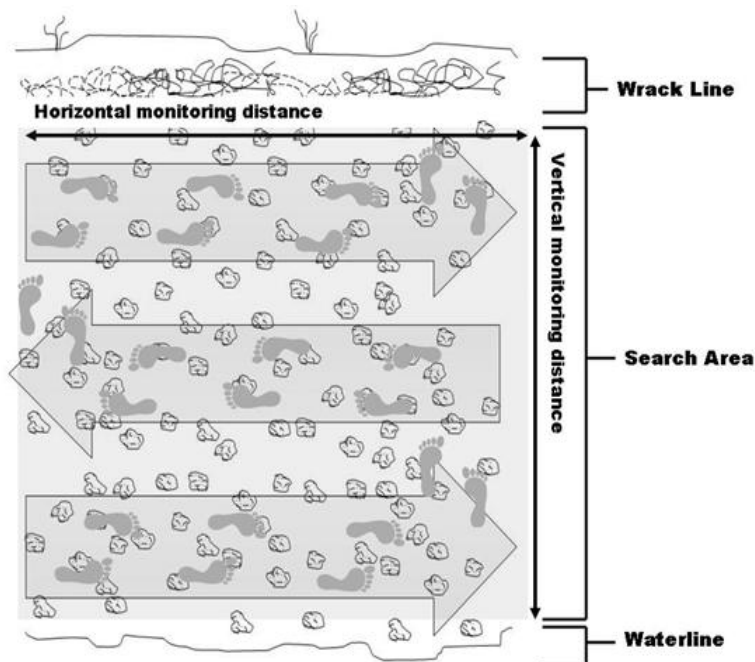 Wrack Line
Horizontal monitoring distance
Vertical monitoring distance
Search Area
Waterline